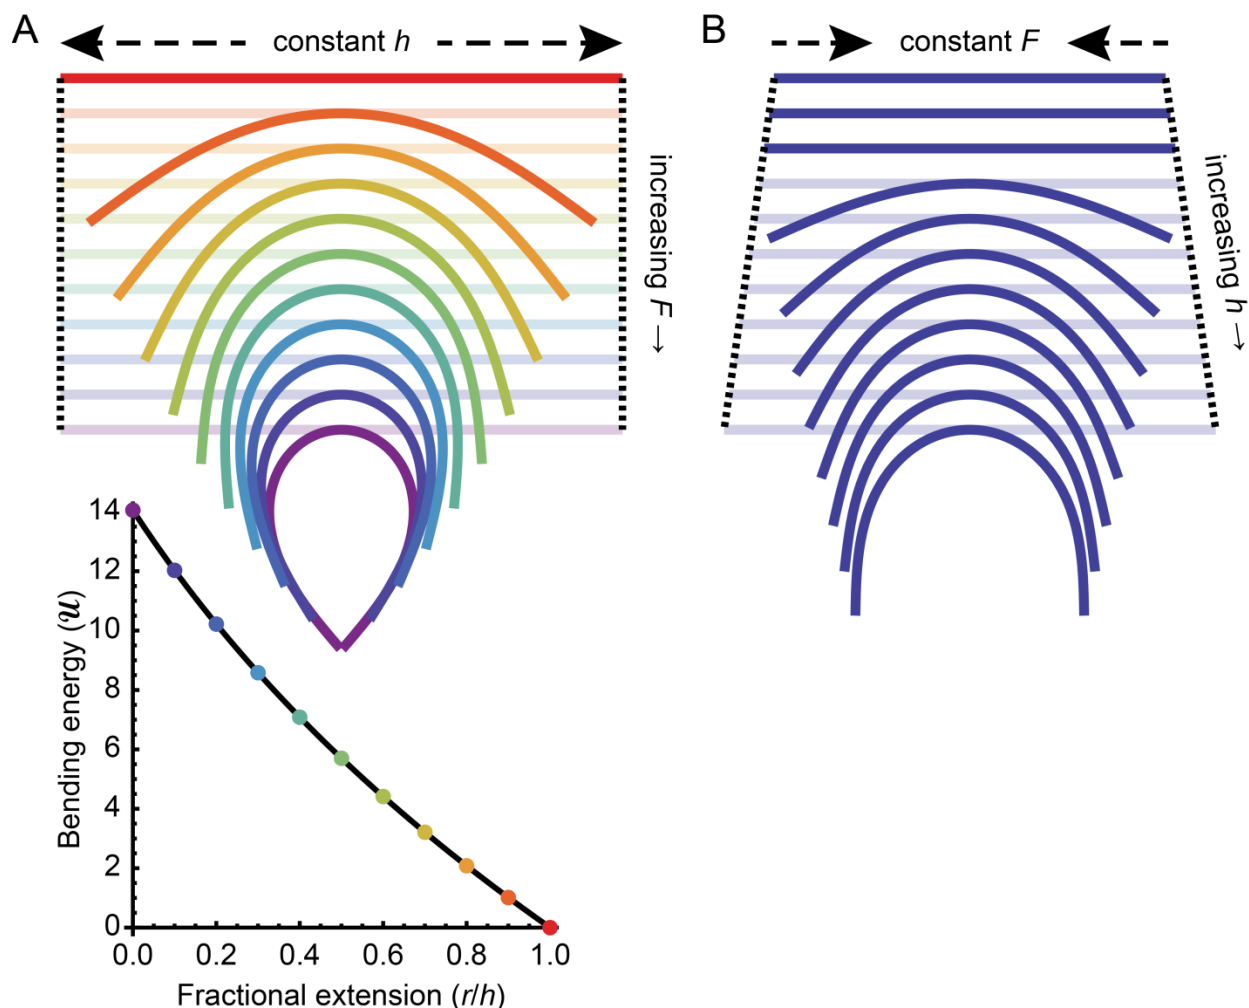 A
constant h
B
constant F
increasing F →
increasing h →
14
12
10
8
6
4
2
0
Bending energy (𝒰)
0.0 0.2 0.4 0.6 0.8 1.0
Fractional extension (r/h)